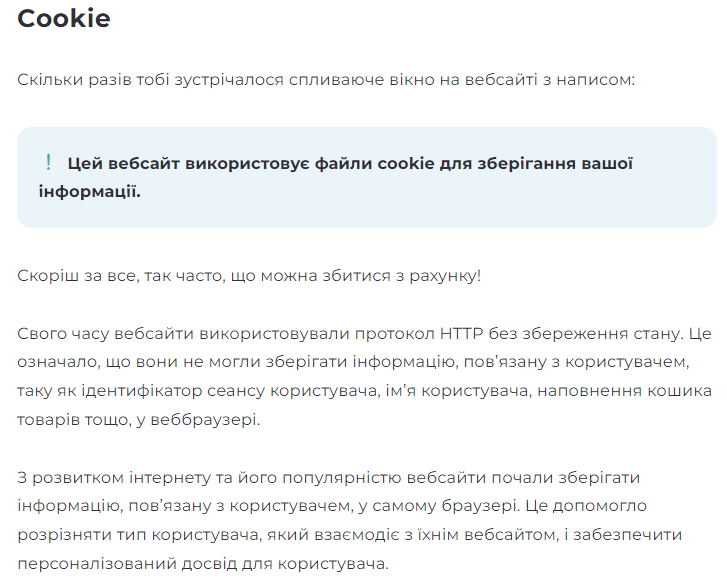 Cookie
Скільки разів тобі зустрічалося спливаюче вікно на вебсайті з написом:
❕ Цей вебсайт використовує файли cookie для зберігання вашої
інформації.
Скоріш за все, так часто, що можна збитися з рахунку!
Свого часу вебсайти використовували протокол HTTP без збереження стану. Це
означало, що вони не могли зберігати інформацію, пов’язану з користувачем,
таку як ідентифікатор сеансу користувача, ім’я користувача, наповнення кошика
товарів тощо, у веббраузері.
З розвитком інтернету та його популярністю вебсайти почали зберігати
інформацію, пов’язану з користувачем, у самому браузері. Це допомогло
розрізняти тип користувача, який взаємодіє з їхнім вебсайтом, і забезпечити
персоналізований досвід для користувача.